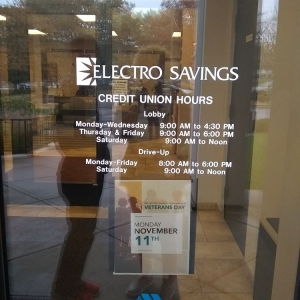 ELECTRO SAVINGS
CREDIT UNION HOURS
Lobby
Monday-Wednesday 9:00 AM to 4:30 PM
Thursday & Friday 9:00 AM to 6:00 PM
Saturday 9:00 AM to Noon
Drive-Up
Monday-Friday 8:00 AM to 6:00 PM
Saturday 9:00 AM to Noon
VETERANS DAY
MONDAY
NOVEMBER
11TH